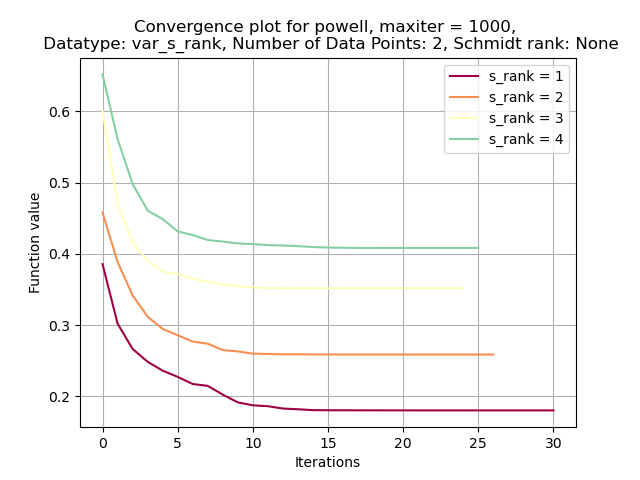 Convergence plot for powell, maxiter = 1000,
Datatype: var_s_rank, Number of Data Points: 2, Schmidt rank: None
s_rank = 1
s_rank = 2
s_rank = 3
s_rank = 4
Function value
0.6
0.5
0.4
0.3
0.2
0 5 10 15 20 25 30
Iterations